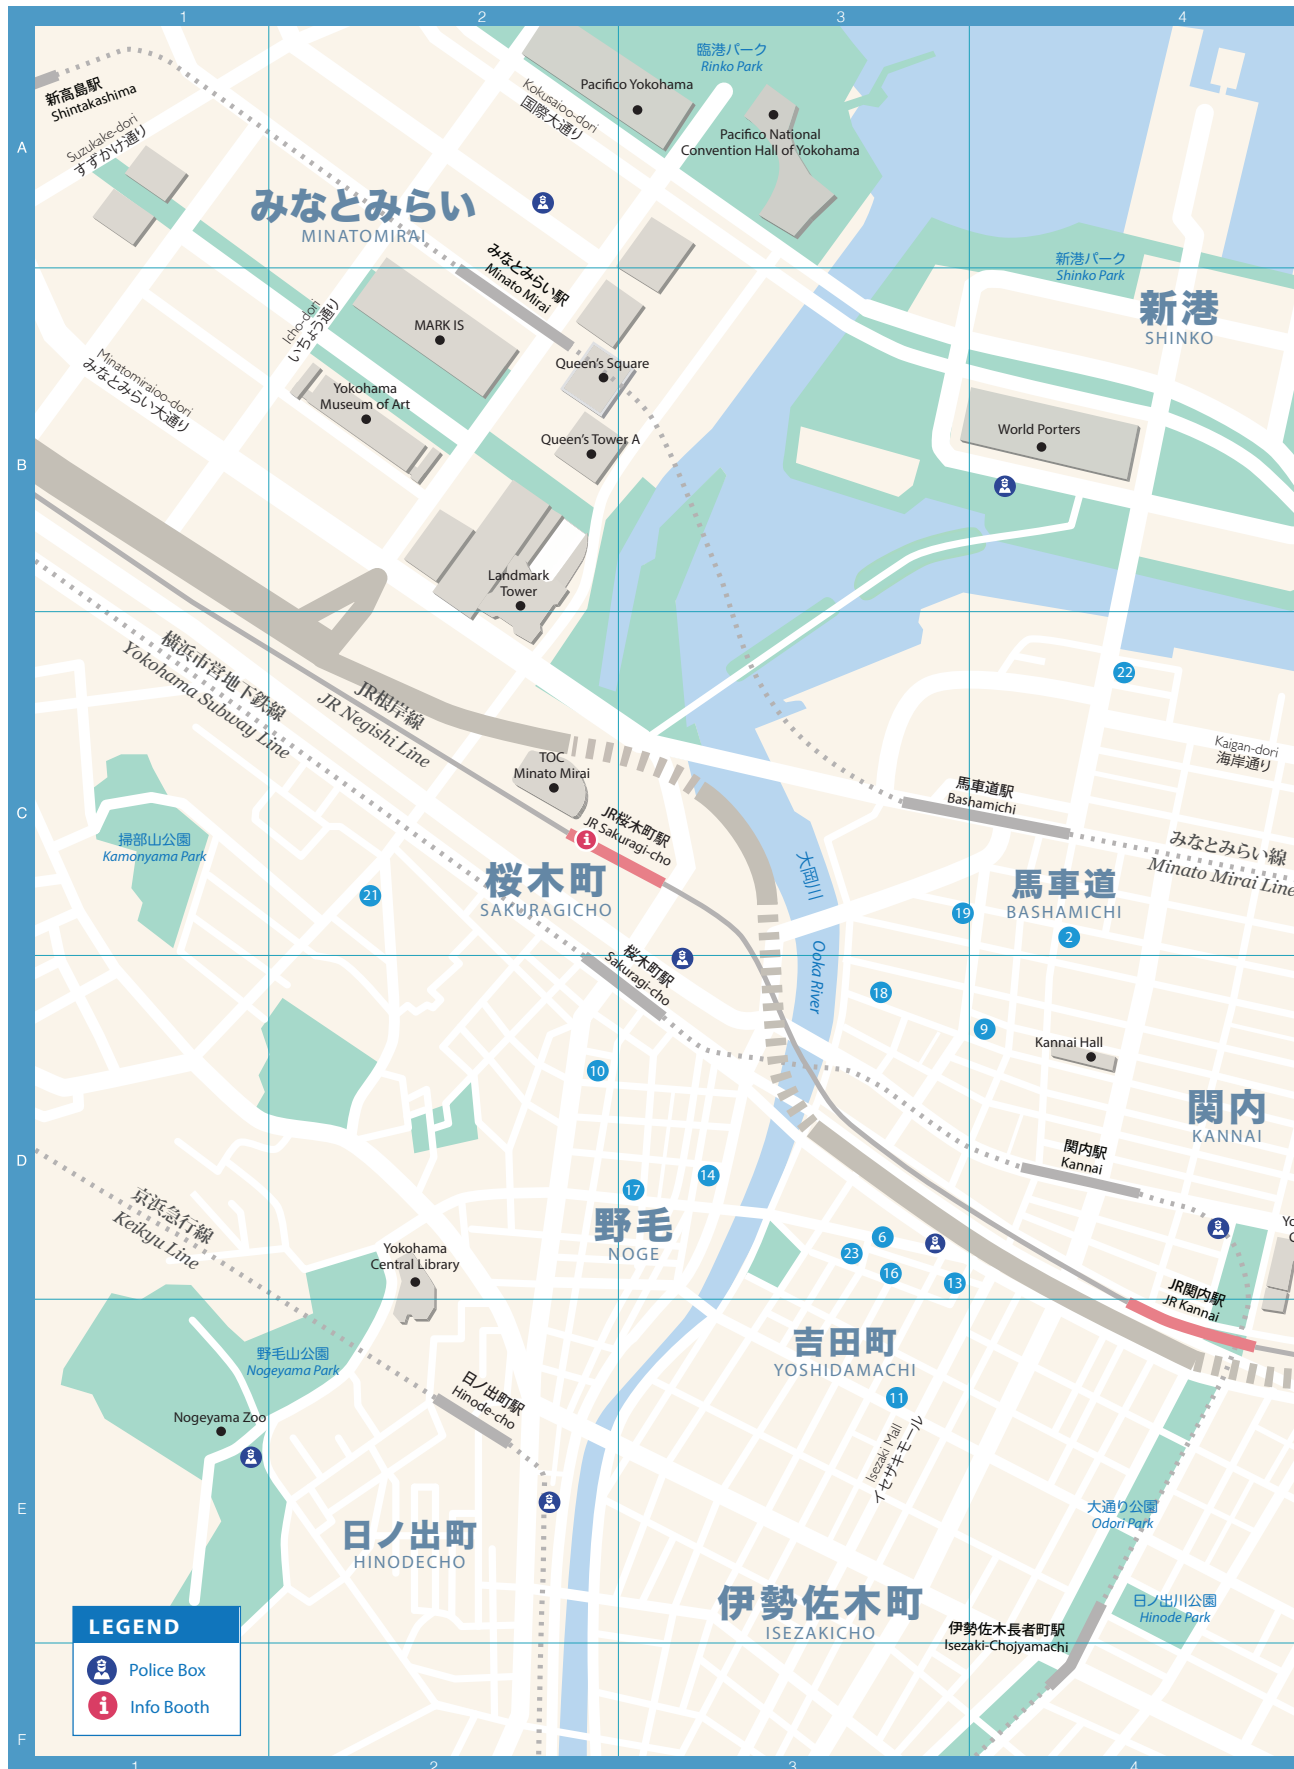 1
2
3
4
A
新高島駅
Shintakashima
Suzukake-dori
すずかけ通り
Kokusaioo-dori
国際大通り
Pacifico Yokohama
臨港パーク
Rinko Park
Pacifico National
Convention Hall of Yokohama
みなとみらい
MINATOMIRAI
みなとみらい駅
Minato Mirai
新港パーク
Shinko Park
新港
SHINKO
B
Icho-dori
いちょう通り
MARK IS
Minatomiraioo-dori
みなとみらい大通り
Queen's Square
Yokohama
Museum of Art
Queen's Tower A
World Porters
Landmark
Tower
C
横浜市営地下鉄線
Yokohama Subway Line
JR根岸線
JR Negishi Line
22
Kaigan-dori
海岸通り
TOC
Minato Mirai
馬車道駅
Bashamichi
JR桜木町駅
JR Sakuragi-cho
i
みなとみらい線
Minato Mirai Line
掃部山公園
Kamonyama Park
大岡川
Ooka River
桜木町
SAKURAGICHO
馬車道
BASHAMICHI
21
19
2
桜木町駅
Sakuragi-cho
D
18
9
Kannai Hall
10
関内
KANNAI
関内駅
Kannai
14
17
京浜急行線
Keikyu Line
野毛
NOGE
6
23
16
13
Yo
C
Yokohama
Central Library
JR関内駅
JR Kannai
E
吉田町
YOSHIDAMACHI
野毛山公園
Nogeyama Park
日ノ出町駅
Hinode-cho
11
Nogeyama Zoo
Isezaki Mall
イセザキモール
大通り公園
Odori Park
日ノ出町
HINODECHO
伊勢佐木町
ISEZAKICHO
日ノ出川公園
Hinode Park
伊勢佐木長者町駅
Isezaki-Chojyamachi
LEGEND
Police Box
i Info Booth
F
1
2
3
4